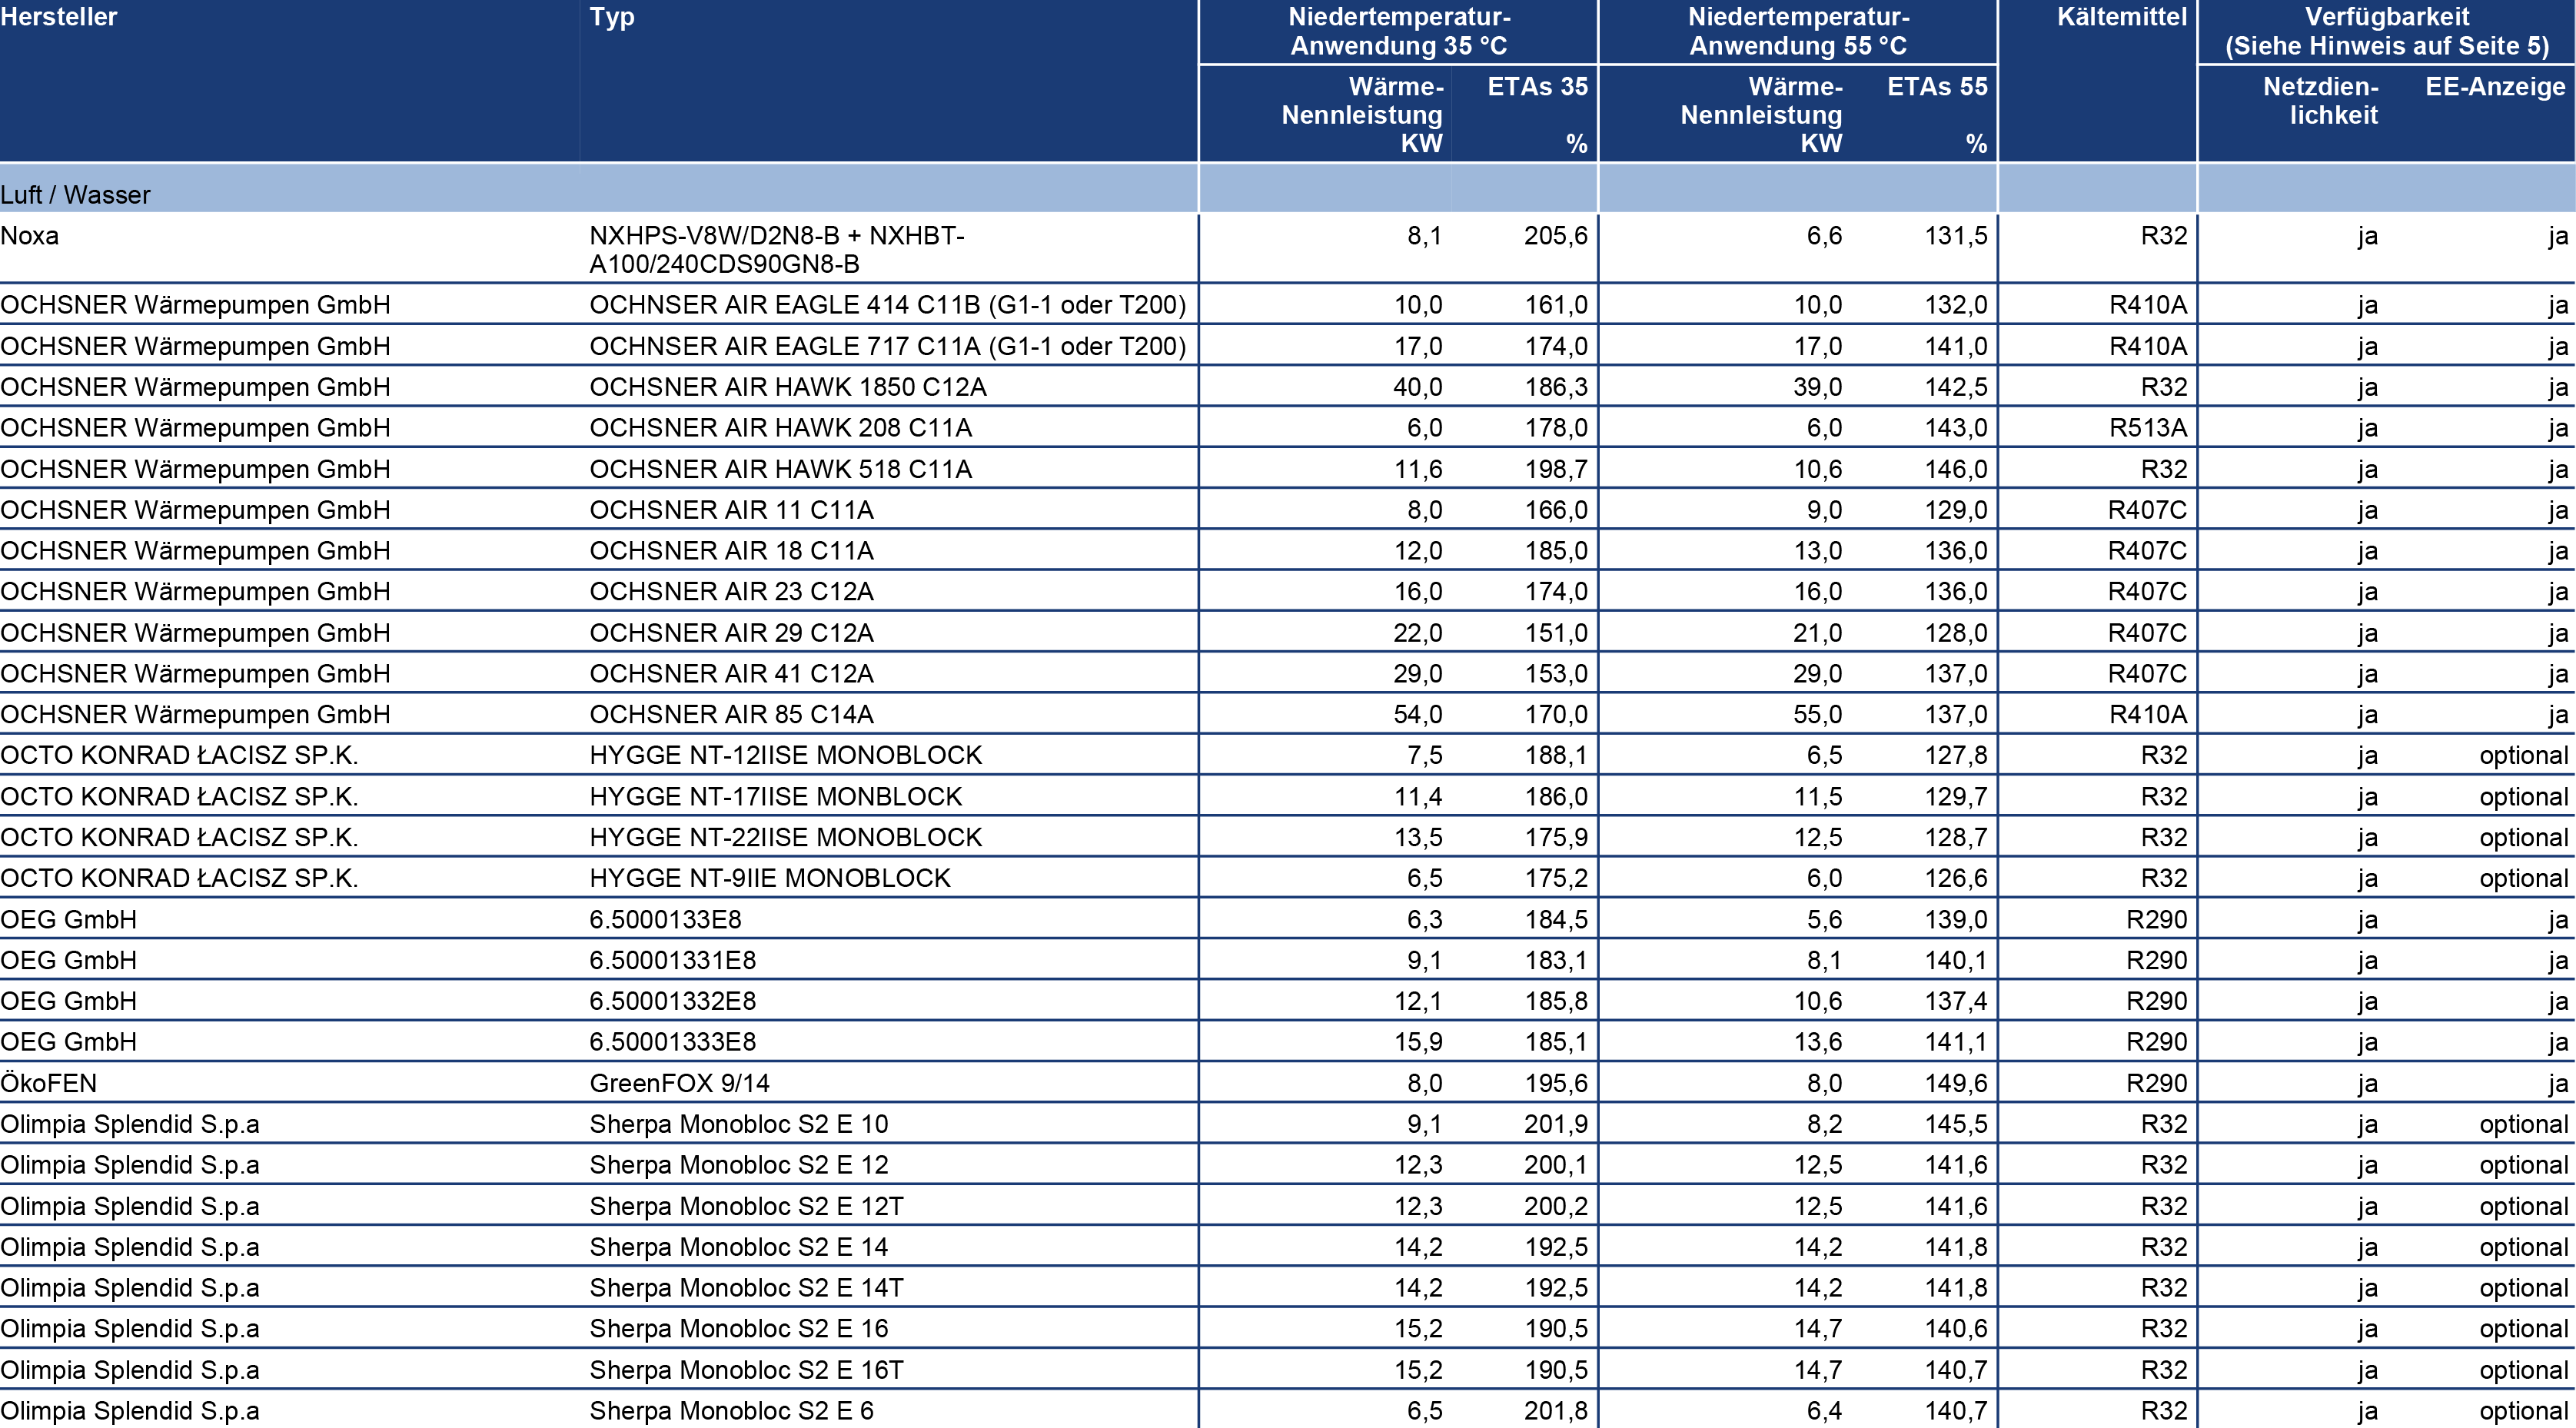 Hersteller Typ Niedertemperatur- Niedertemperatur- Kältemittel Verfügbarkeit
Anwendung 35 °C Anwendung 55 °C (Siehe Hinweis auf Seite 5)
Wärme- ETAs 35 Wärme- ETAs 55 Netzdien- EE-Anzeige
Nennleistung Nennleistung lichkeit
KW % KW %
Luft / Wasser
Noxa NXHPS-V8W/D2N8-B + NXHBT- 8,1 205,6 6,6 131,5 R32 ja ja
A100/240CDS90GN8-B
OCHSNER Wärmepumpen GmbH OCHNSER AIR EAGLE 414 C11B (G1-1 oder T200) 10,0 161,0 10,0 132,0 R410A ja ja
OCHSNER Wärmepumpen GmbH OCHNSER AIR EAGLE 717 C11A (G1-1 oder T200) 17,0 174,0 17,0 141,0 R410A ja ja
OCHSNER Wärmepumpen GmbH OCHSNER AIR HAWK 1850 C12A 40,0 186,3 39,0 142,5 R32 ja ja
OCHSNER Wärmepumpen GmbH OCHSNER AIR HAWK 208 C11A 6,0 178,0 6,0 143,0 R513A ja ja
OCHSNER Wärmepumpen GmbH OCHSNER AIR HAWK 518 C11A 11,6 198,7 10,6 146,0 R32 ja ja
OCHSNER Wärmepumpen GmbH OCHSNER AIR 11 C11A 8,0 166,0 9,0 129,0 R407C ja ja
OCHSNER Wärmepumpen GmbH OCHSNER AIR 18 C11A 12,0 185,0 13,0 136,0 R407C ja ja
OCHSNER Wärmepumpen GmbH OCHSNER AIR 23 C12A 16,0 174,0 16,0 136,0 R407C ja ja
OCHSNER Wärmepumpen GmbH OCHSNER AIR 29 C12A 22,0 151,0 21,0 128,0 R407C ja ja
OCHSNER Wärmepumpen GmbH OCHSNER AIR 41 C12A 29,0 153,0 29,0 137,0 R407C ja ja
OCHSNER Wärmepumpen GmbH OCHSNER AIR 85 C14A 54,0 170,0 55,0 137,0 R410A ja ja
OCTO KONRAD ŁACISZ SP.K. HYGGE NT-12IISE MONOBLOCK 7,5 188,1 6,5 127,8 R32 ja optional
OCTO KONRAD ŁACISZ SP.K. HYGGE NT-17IISE MONBLOCK 11,4 186,0 11,5 129,7 R32 ja optional
OCTO KONRAD ŁACISZ SP.K. HYGGE NT-22IISE MONOBLOCK 13,5 175,9 12,5 128,7 R32 ja optional
OCTO KONRAD ŁACISZ SP.K. HYGGE NT-9IIE MONOBLOCK 6,5 175,2 6,0 126,6 R32 ja optional
OEG GmbH 6.5000133E8 6,3 184,5 5,6 139,0 R290 ja ja
OEG GmbH 6.50001331E8 9,1 183,1 8,1 140,1 R290 ja ja
OEG GmbH 6.50001332E8 12,1 185,8 10,6 137,4 R290 ja ja
OEG GmbH 6.50001333E8 15,9 185,1 13,6 141,1 R290 ja ja
ÖkoFEN GreenFOX 9/14 8,0 195,6 8,0 149,6 R290 ja ja
Olimpia Splendid S.p.a Sherpa Monobloc S2 E 10 9,1 201,9 8,2 145,5 R32 ja optional
Olimpia Splendid S.p.a Sherpa Monobloc S2 E 12 12,3 200,1 12,5 141,6 R32 ja optional
Olimpia Splendid S.p.a Sherpa Monobloc S2 E 12T 12,3 200,2 12,5 141,6 R32 ja optional
Olimpia Splendid S.p.a Sherpa Monobloc S2 E 14 14,2 192,5 14,2 141,8 R32 ja optional
Olimpia Splendid S.p.a Sherpa Monobloc S2 E 14T 14,2 192,5 14,2 141,8 R32 ja optional
Olimpia Splendid S.p.a Sherpa Monobloc S2 E 16 15,2 190,5 14,7 140,6 R32 ja optional
Olimpia Splendid S.p.a Sherpa Monobloc S2 E 16T 15,2 190,5 14,7 140,7 R32 ja optional
Olimpia Splendid S.p.a Sherpa Monobloc S2 E 6 6,5 201,8 6,4 140,7 R32 ja optional